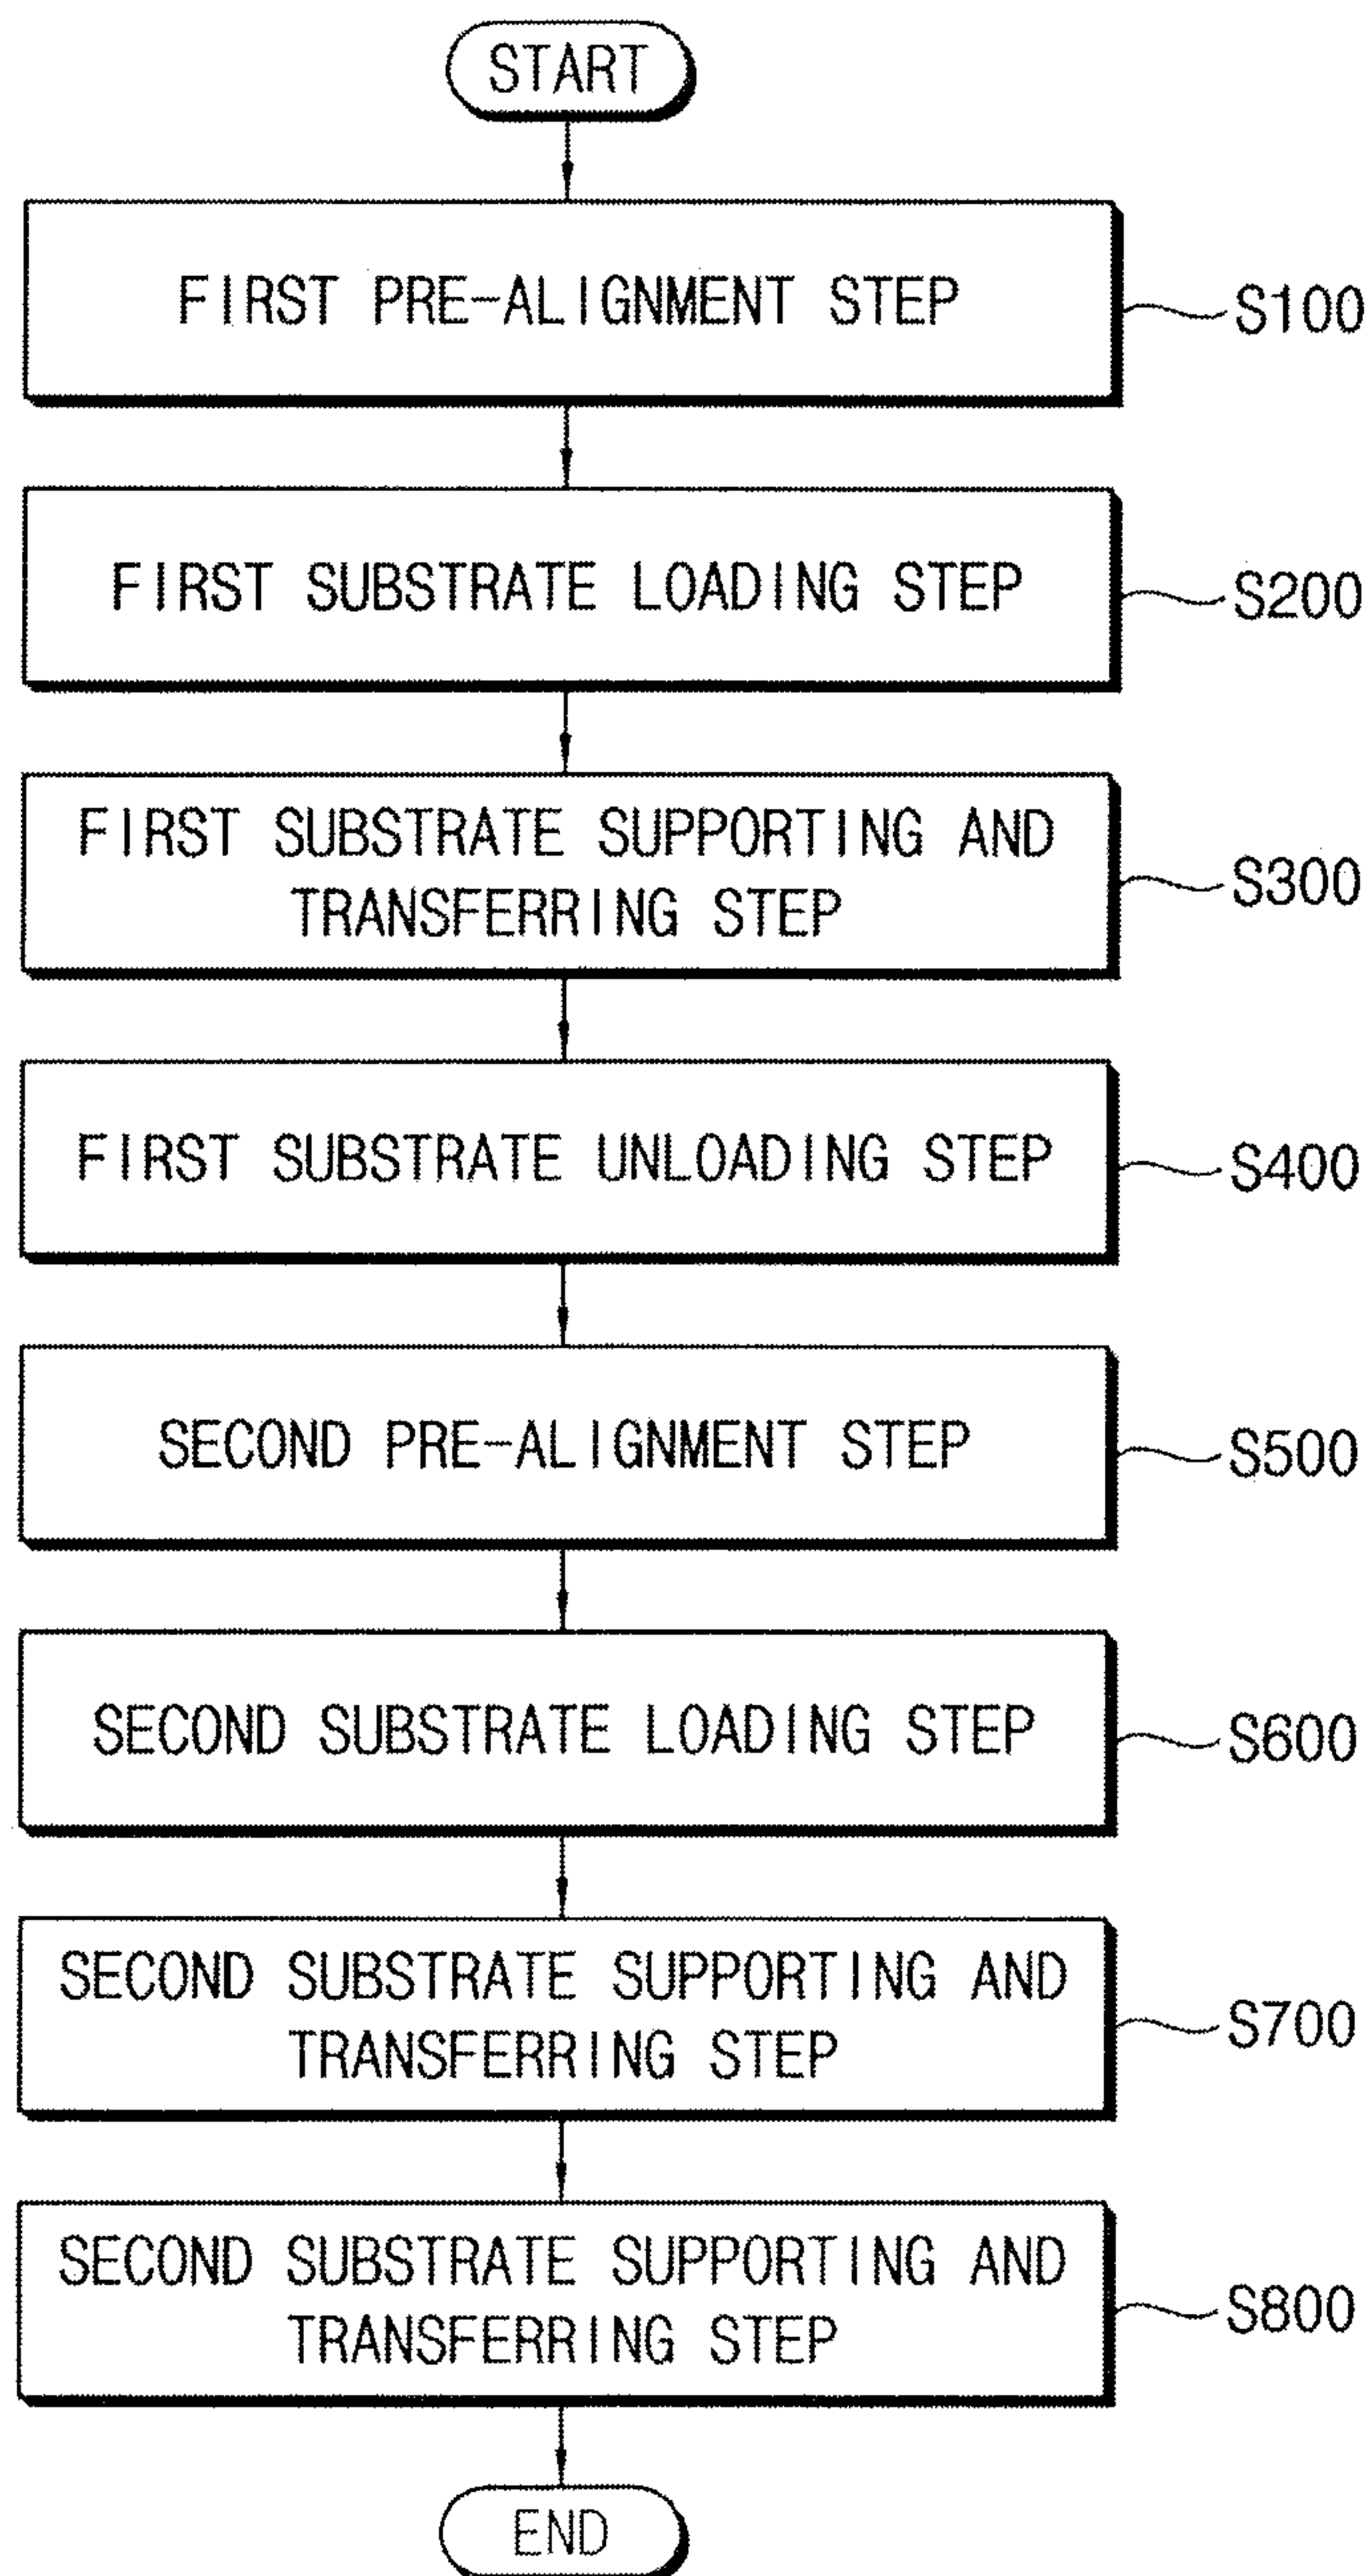 START
FIRST PRE-ALIGNMENT STEP
S100
FIRST SUBSTRATE LOADING STEP
S200
FIRST SUBSTRATE SUPPORTING AND
TRANSFERRING STEP
S300
FIRST SUBSTRATE UNLOADING STEP
S400
SECOND PRE-ALIGNMENT STEP
S500
SECOND SUBSTRATE LOADING STEP
S600
SECOND SUBSTRATE SUPPORTING AND
TRANSFERRING STEP
S700
SECOND SUBSTRATE SUPPORTING AND
TRANSFERRING STEP
S800
END